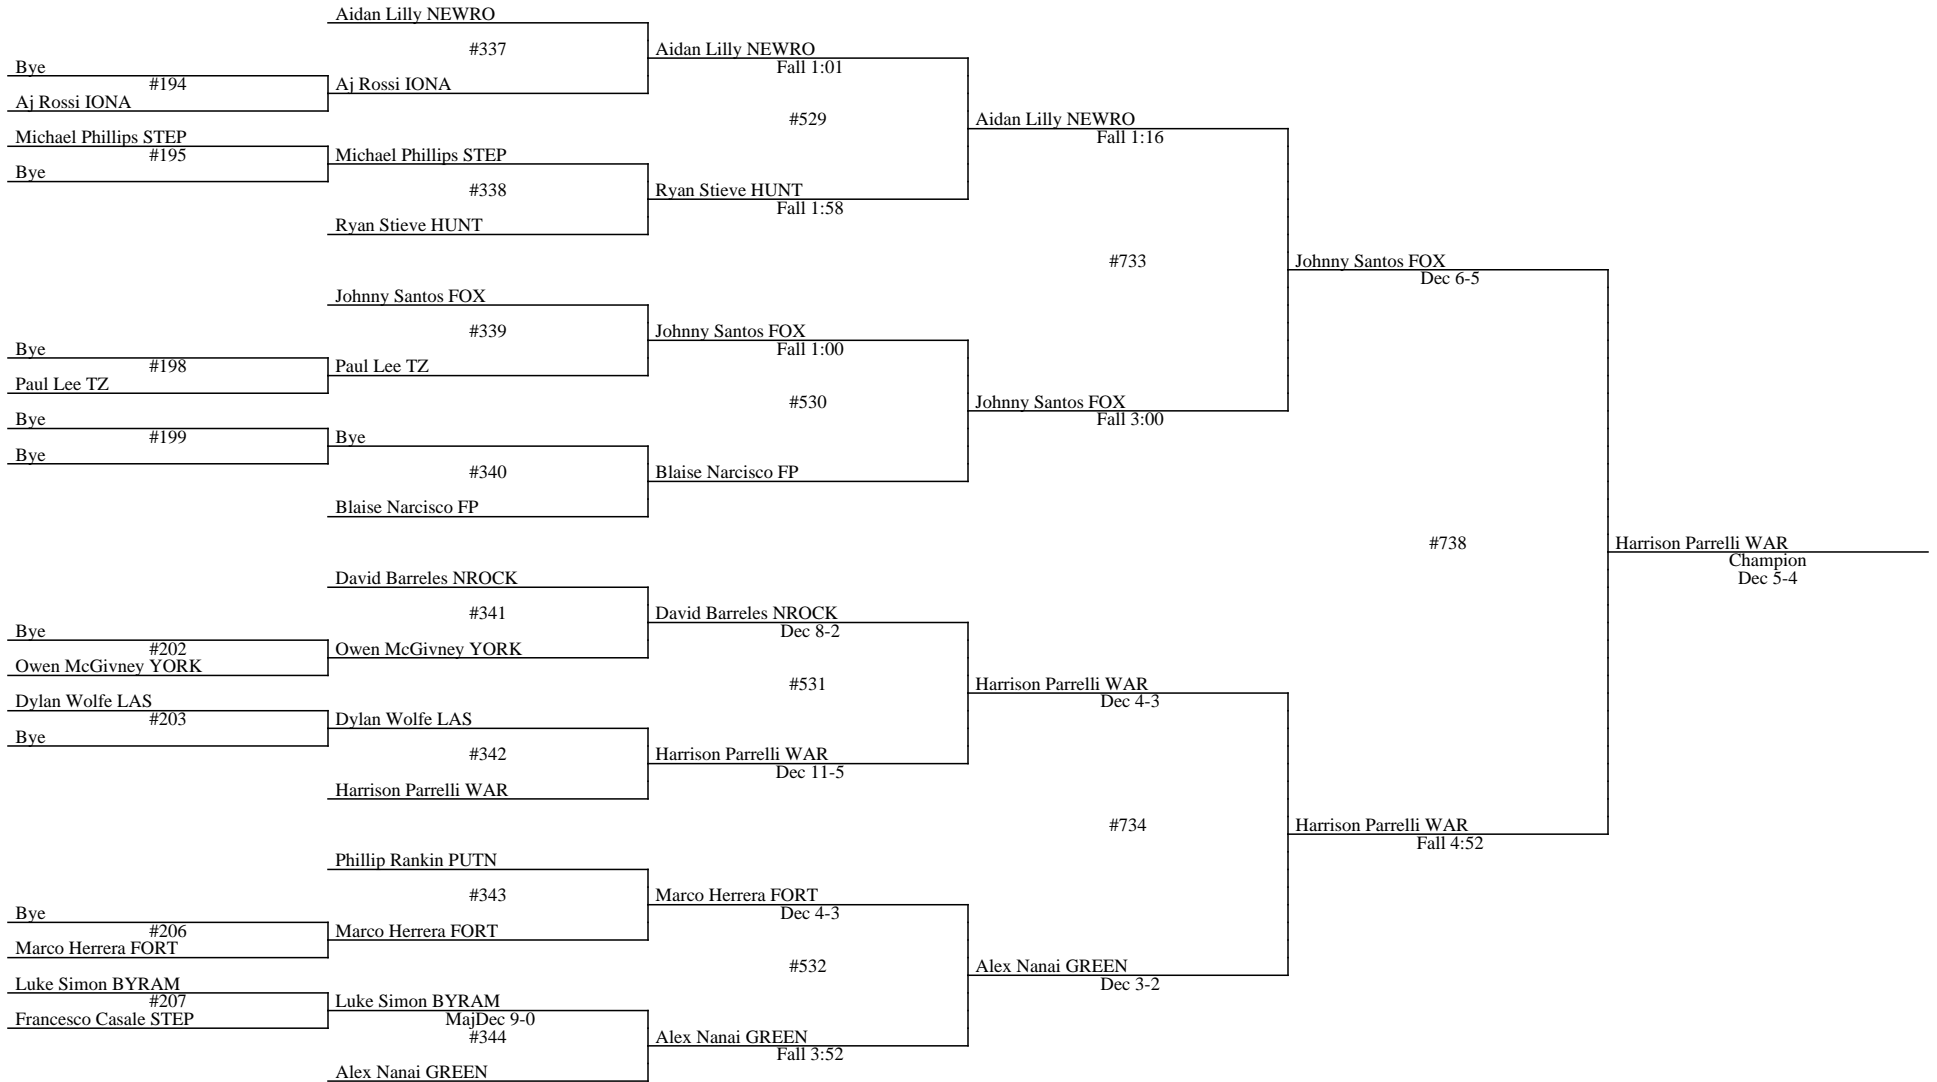 Aidan Lilly NEWRO
#337
Aidan Lilly NEWRO
Fall 1:01
Bye
#194
Aj Rossi IONA
Aj Rossi IONA
#529
Aidan Lilly NEWRO
Fall 1:16
Michael Phillips STEP
#195
Michael Phillips STEP
Bye
#338
Ryan Stieve HUNT
Fall 1:58
Ryan Stieve HUNT
#733
Johnny Santos FOX
Dec 6-5
Johnny Santos FOX
#339
Johnny Santos FOX
Fall 1:00
Bye
#198
Paul Lee TZ
Paul Lee TZ
#530
Johnny Santos FOX
Fall 3:00
Bye
#199
Bye
Bye
#340
Blaise Narcisco FP
Blaise Narcisco FP
#738
Harrison Parrelli WAR
Champion
Dec 5-4
David Barreles NROCK
#341
David Barreles NROCK
Dec 8-2
Bye
#202
Owen McGivney YORK
Owen McGivney YORK
#531
Harrison Parrelli WAR
Dec 4-3
Dylan Wolfe LAS
#203
Dylan Wolfe LAS
Bye
#342
Harrison Parrelli WAR
Dec 11-5
Harrison Parrelli WAR
#734
Harrison Parrelli WAR
Fall 4:52
Phillip Rankin PUTN
#343
Marco Herrera FORT
Dec 4-3
Bye
#206
Marco Herrera FORT
Marco Herrera FORT
#532
Alex Nanai GREEN
Dec 3-2
Luke Simon BYRAM
#207
Luke Simon BYRAM
Francesco Casale STEP
MajDec 9-0
#344
Alex Nanai GREEN
Fall 3:52
Alex Nanai GREEN